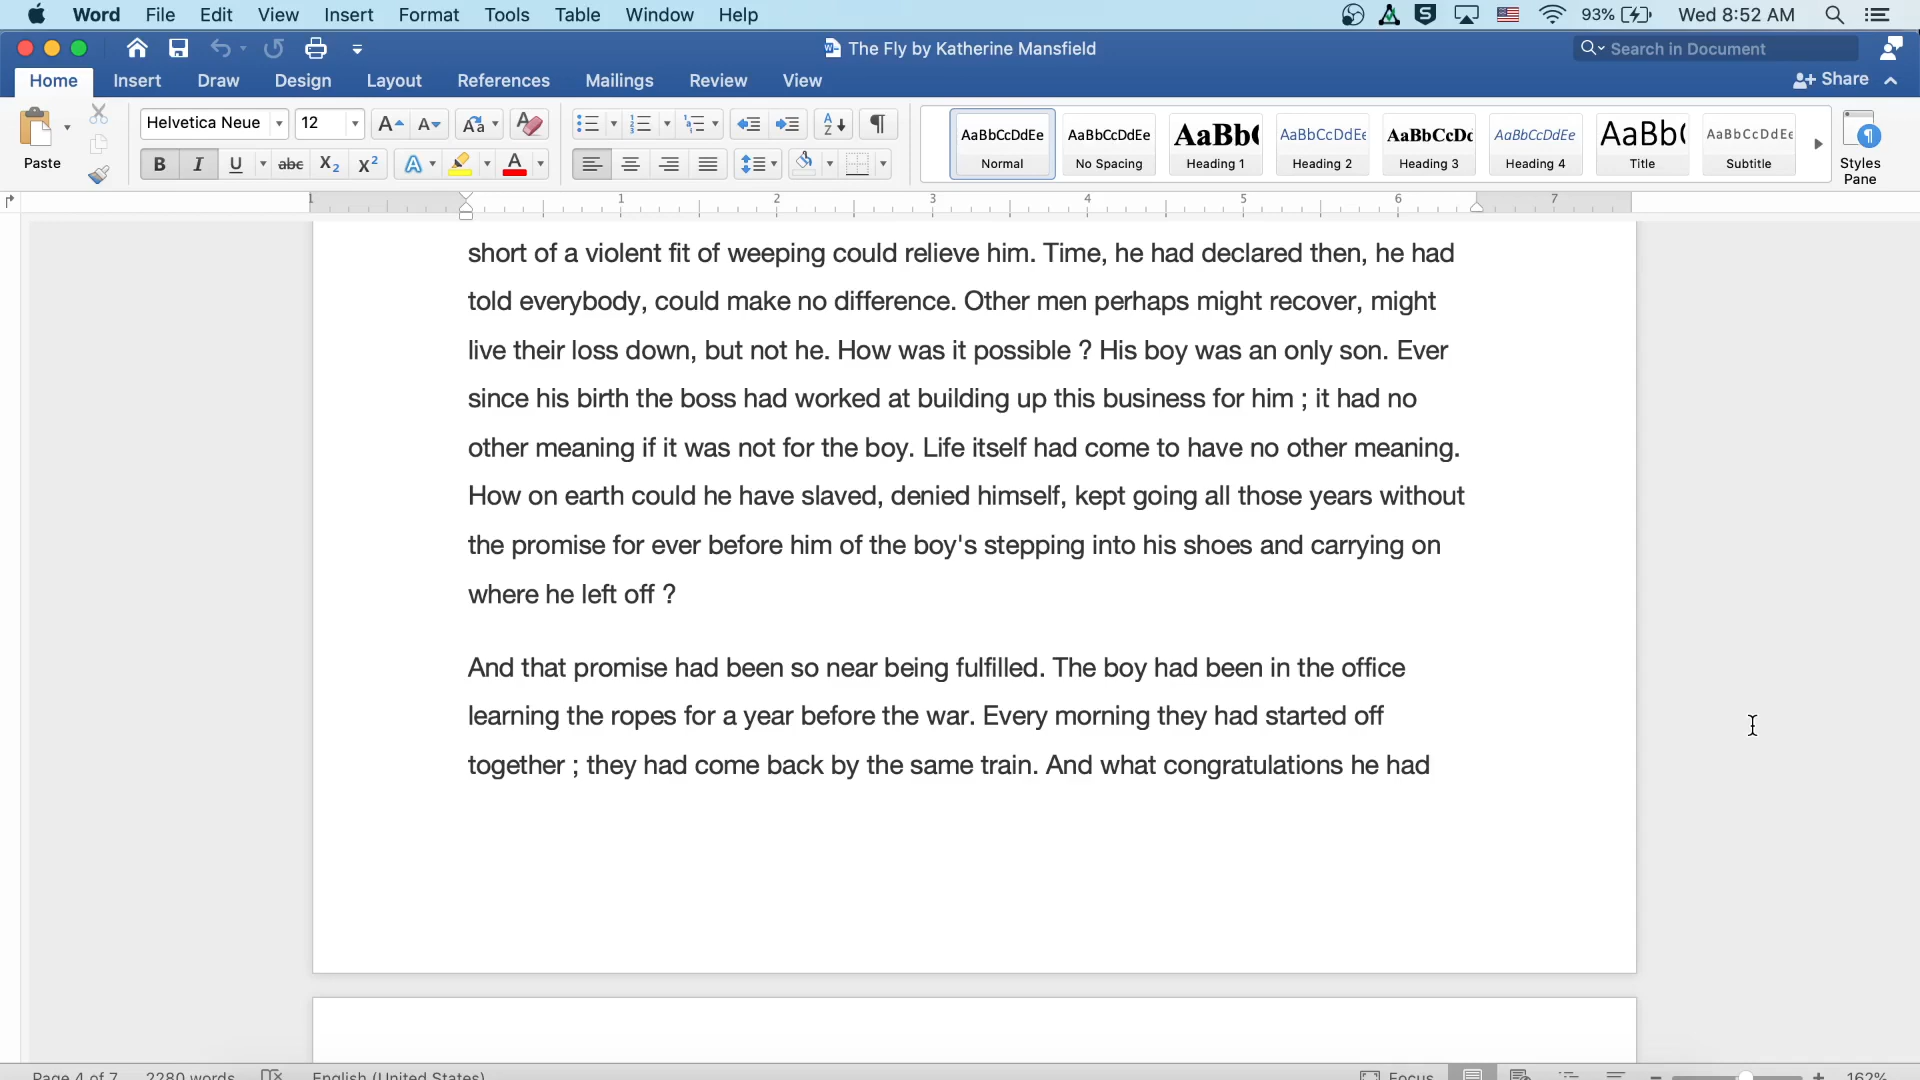 Word File Edit View Insert Format Tools Table Window Help 93% Wed 8:52 AM
The Fly by Katherine Mansfield Search in Document
Home Insert Draw Design Layout References Mailings Review View Share
Helvetica Neue 12 AaBbCcDdEe AaBbCcDdEe AaBb( AaBbCcDdEe AaBbCcDc AaBbCcDdEe AaBb( AaBbCcDdEe
Paste Normal No Spacing Heading 1 Heading 2 Heading 3 Heading 4 Title Subtitle Styles
B I U abc X2 X2 A A Pane
1 1 2 3 4 5 6 7
short of a violent fit of weeping could relieve him. Time, he had declared then, he had
told everybody, could make no difference. Other men perhaps might recover, might
live their loss down, but not he. How was it possible ? His boy was an only son. Ever
since his birth the boss had worked at building up this business for him ; it had no
other meaning if it was not for the boy. Life itself had come to have no other meaning.
How on earth could he have slaved, denied himself, kept going all those years without
the promise for ever before him of the boy's stepping into his shoes and carrying on
where he left off ?
And that promise had been so near being fulfilled. The boy had been in the office
learning the ropes for a year before the war. Every morning they had started off
together ; they had come back by the same train. And what congratulations he had
Page 4 of 7 2280 words English (United States) Focus 162%